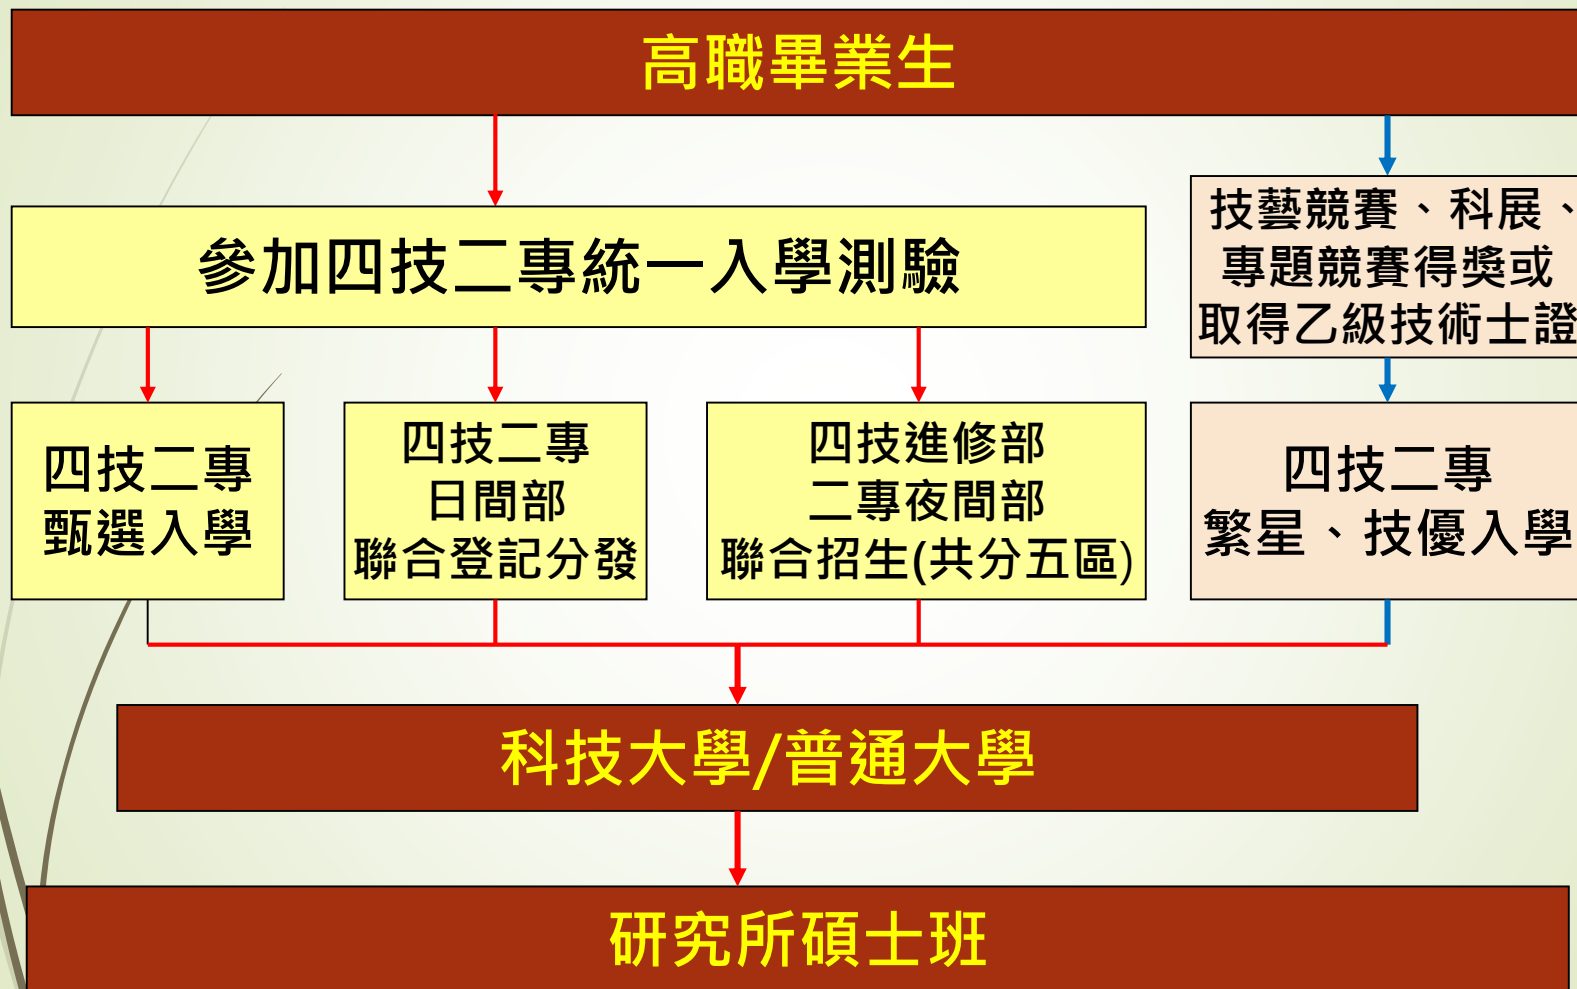 高職畢業生
參加四技二專統一入學測驗
技藝競賽、科展、
專題競賽得獎或
取得乙級技術士證
四技二專
甄選入學
四技二專
日間部
聯合登記分發
四技進修部
二專夜間部
聯合招生(共分五區)
四技二專
繁星、技優入學
科技大學/普通大學
研究所碩士班